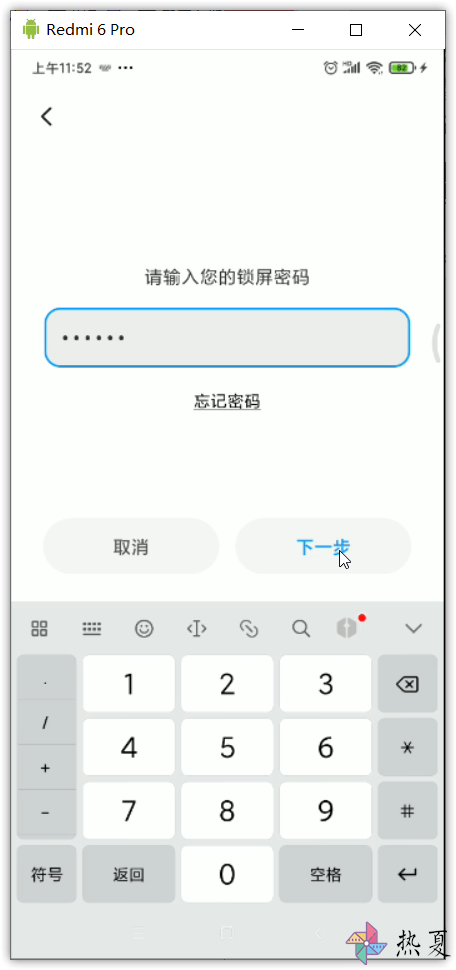 Redmi 6 Pro
上午11:52 ··· HD 82
请输入您的锁屏密码
••••••
忘记密码
取消 下一步
. 1 2 3
/ 4 5 6 *
+ 7 8 9 #
-
符号 返回 0 空格
热夏